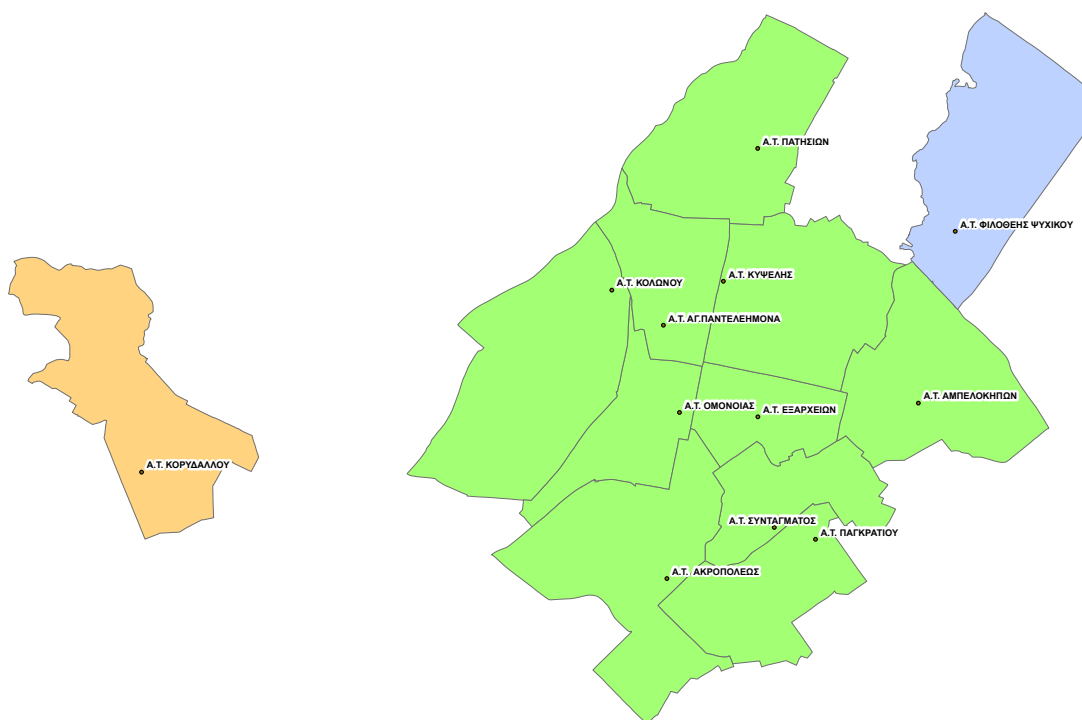 Α.Τ. ΠΑΤΗΣΙΩΝ
Α.Τ. ΦΙΛΟΘΕΗΣ ΨΥΧΙΚΟΥ
Α.Τ. ΚΥΨΕΛΗΣ
Α.Τ. ΚΟΛΩΝΟΥ
Α.Τ. ΑΓ.ΠΑΝΤΕΛΕΗΜΟΝΑ
Α.Τ. ΑΜΠΕΛΟΚΗΠΩΝ
Α.Τ. ΟΜΟΝΟΙΑΣ
Α.Τ. ΕΞΑΡΧΕΙΩΝ
Α.Τ. ΚΟΡΥΔΑΛΛΟΥ
Α.Τ. ΣΥΝΤΑΓΜΑΤΟΣ
Α.Τ. ΠΑΓΚΡΑΤΙΟΥ
Α.Τ. ΑΚΡΟΠΟΛΕΩΣ